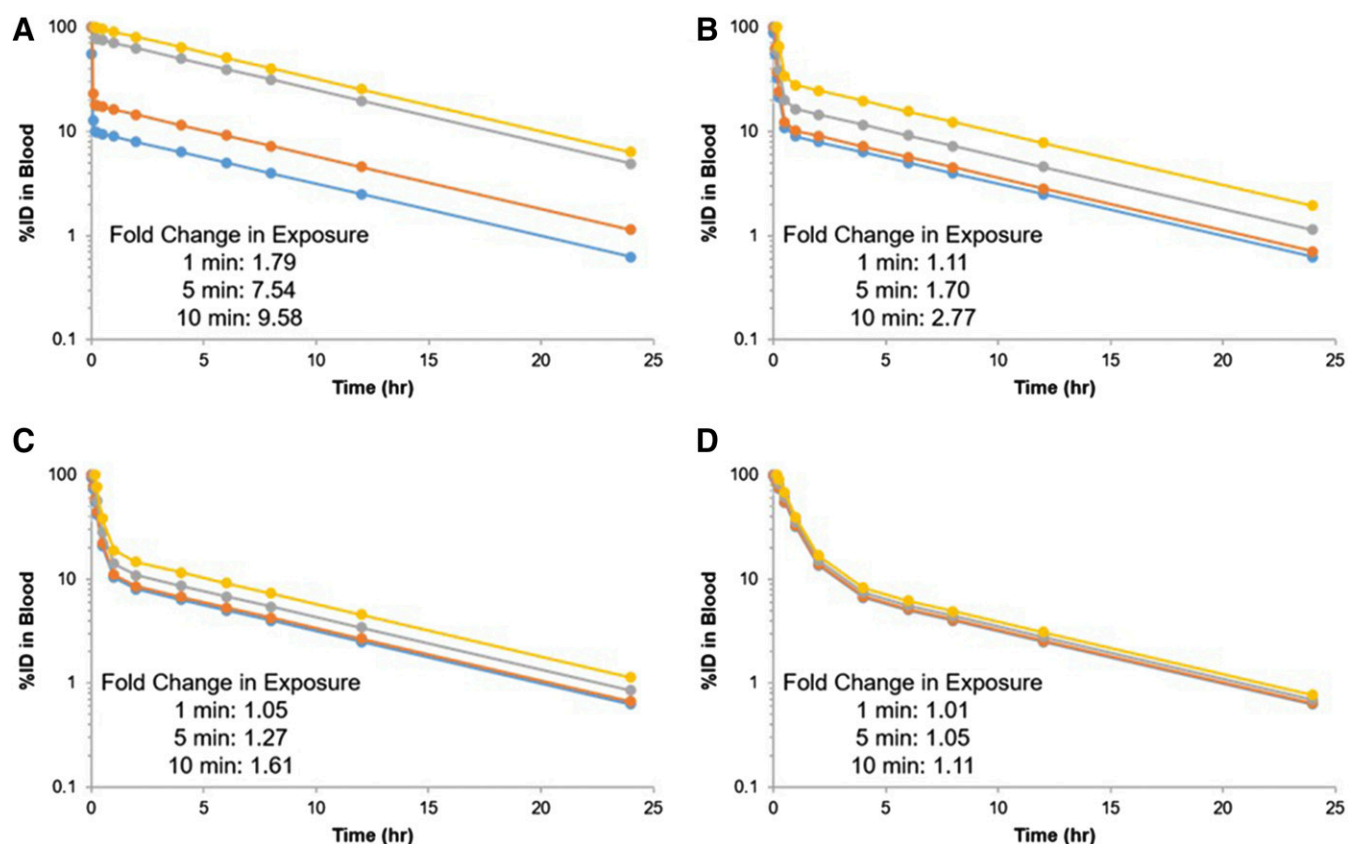 A
%ID in Blood
100
10
1
0.1
Fold Change in Exposure
1 min: 1.79
5 min: 7.54
10 min: 9.58
0 5 10 15 20 25
Time (hr)
B
%ID in Blood
100
10
1
0.1
Fold Change in Exposure
1 min: 1.11
5 min: 1.70
10 min: 2.77
0 5 10 15 20 25
Time (hr)
C
%ID in Blood
100
10
1
0.1
Fold Change in Exposure
1 min: 1.05
5 min: 1.27
10 min: 1.61
0 5 10 15 20 25
Time (hr)
D
%ID in Blood
100
10
1
0.1
Fold Change in Exposure
1 min: 1.01
5 min: 1.05
10 min: 1.11
0 5 10 15 20 25
Time (hr)